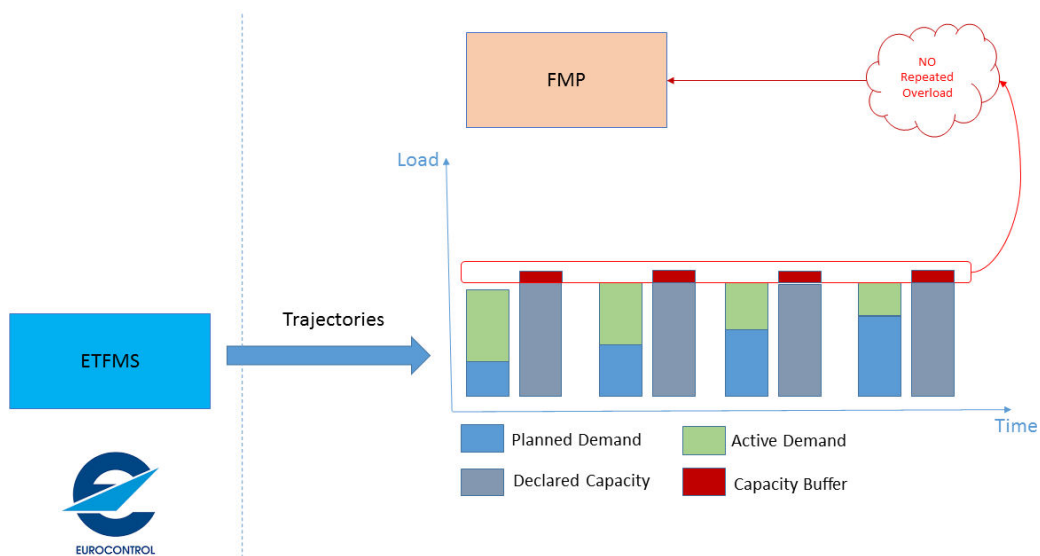 FMP
NO
Repeated
Overload
Load
Trajectories
ETFMS
Time
Planned Demand
Active Demand
Declared Capacity
Capacity Buffer
EUROCONTROL